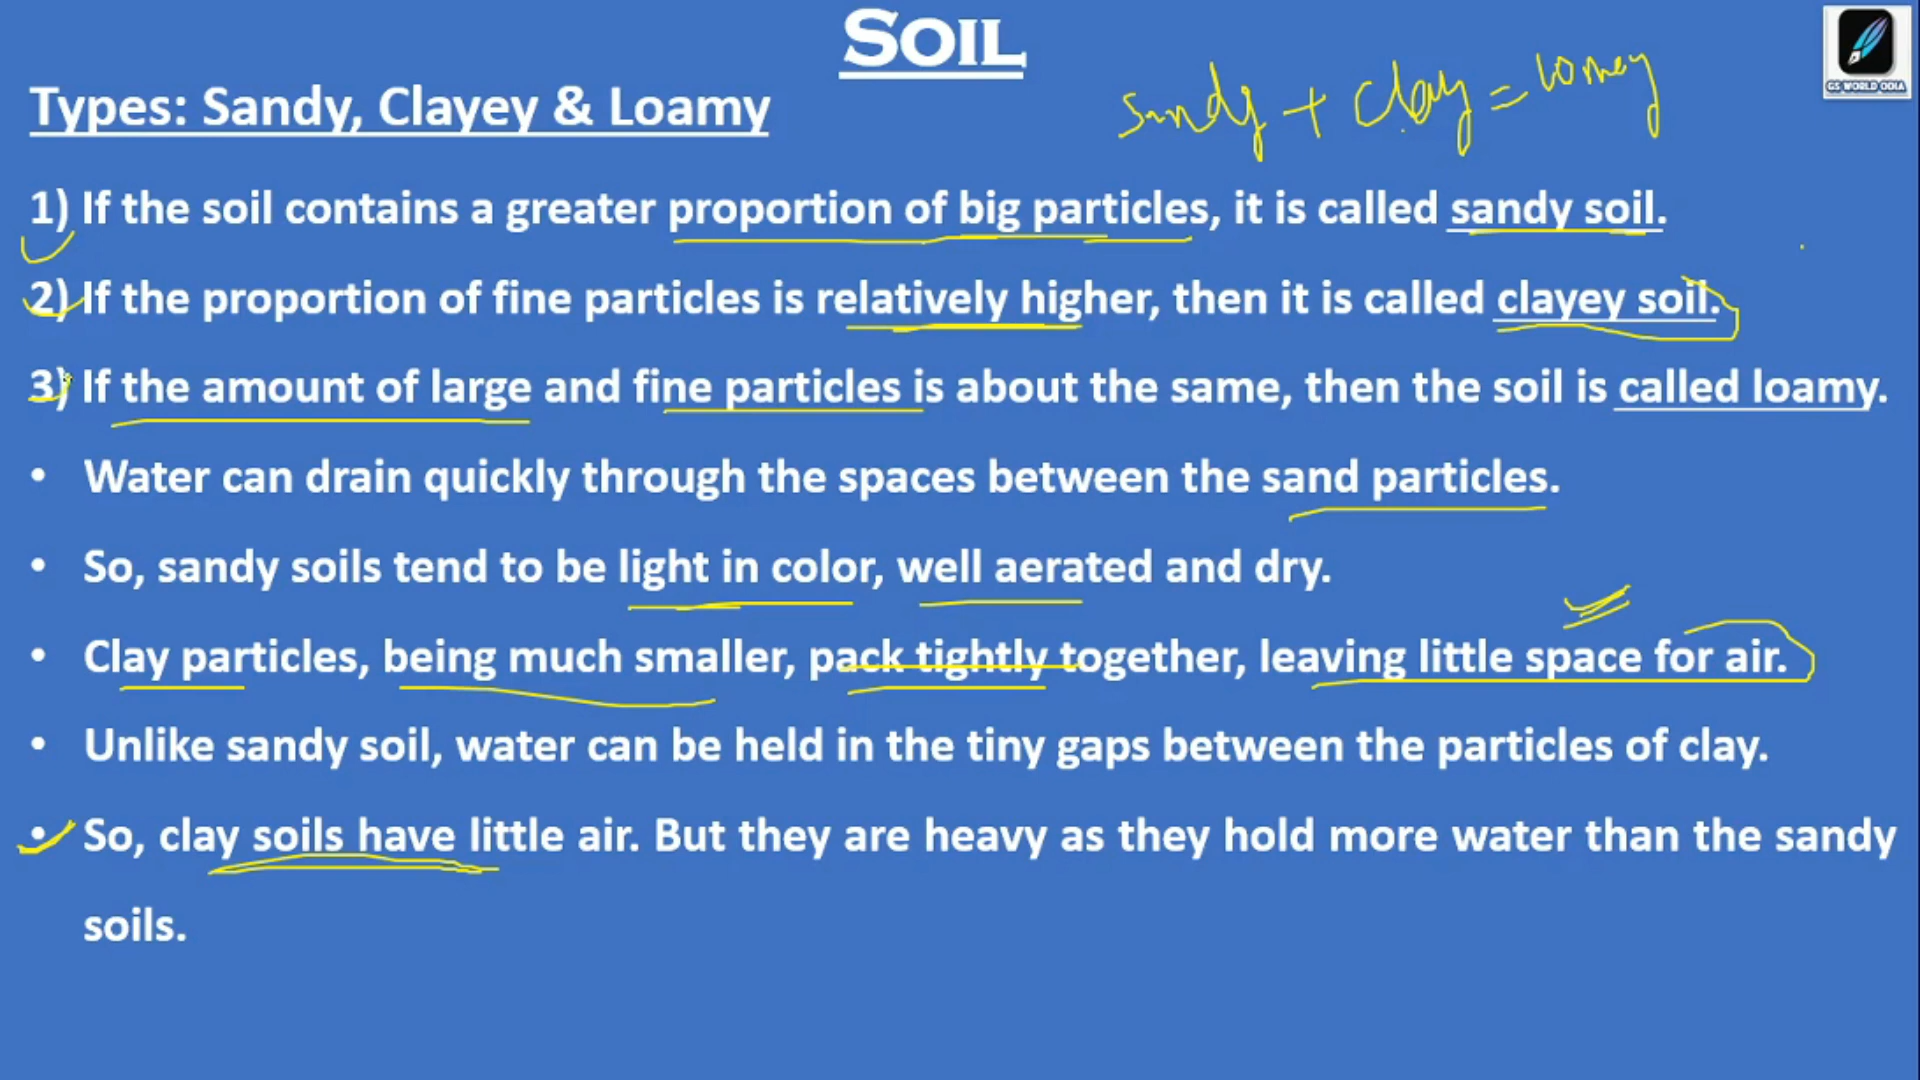 SOIL
GS WORLD ODIA
Types: Sandy, Clayey & Loamy
Sandy + Clay = lomey
1) If the soil contains a greater proportion of big particles, it is called sandy soil.
2) If the proportion of fine particles is relatively higher, then it is called clayey soil.
3) If the amount of large and fine particles is about the same, then the soil is called loamy.
• Water can drain quickly through the spaces between the sand particles.
• So, sandy soils tend to be light in color, well aerated and dry.
• Clay particles, being much smaller, pack tightly together, leaving little space for air.
• Unlike sandy soil, water can be held in the tiny gaps between the particles of clay.
• So, clay soils have little air. But they are heavy as they hold more water than the sandy
soils.